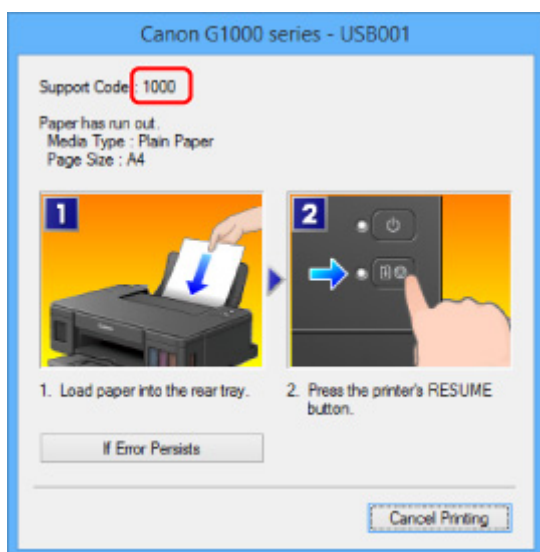 Canon G1000 series - USB001
Support Code : 1000
Paper has run out.
Media Type : Plain Paper
Page Size : A4
1
2
1. Load paper into the rear tray.
2. Press the printer's RESUME
button.
If Error Persists
Cancel Printing